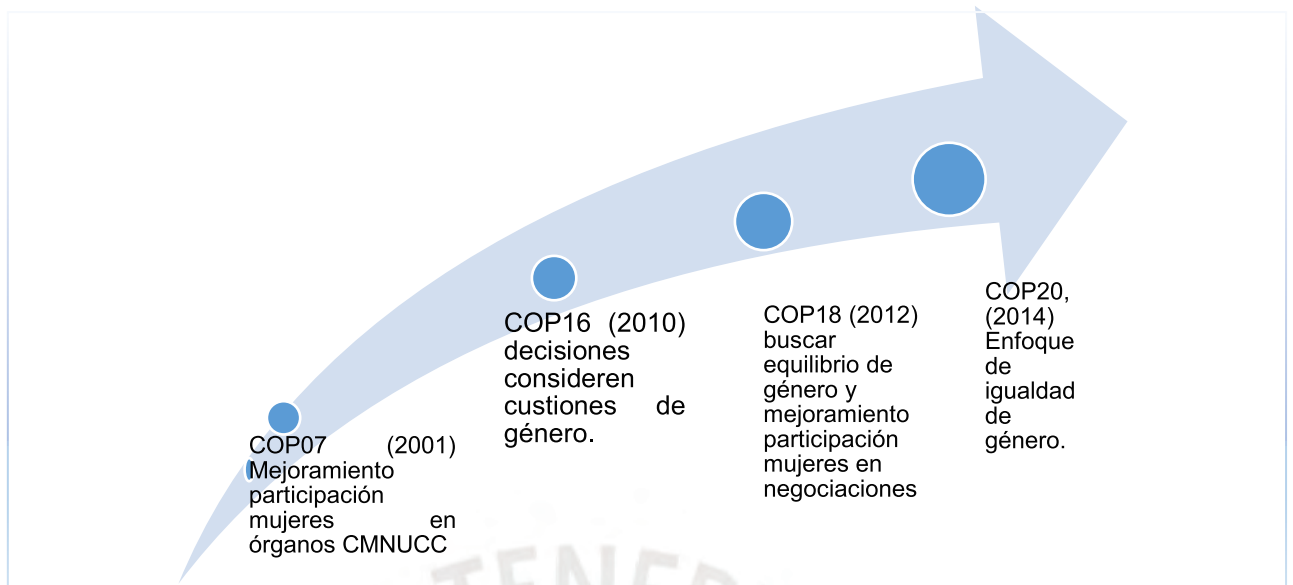 COP07 (2001)
Mejoramiento
participación
mujeres en
órganos CMNUCC
COP16 (2010)
decisiones
consideren
custiones de
género.
COP18 (2012)
buscar
equilibrio de
género y
mejoramiento
participación
mujeres en
negociaciones
COP20,
(2014)
Enfoque
de
igualdad
de
género.